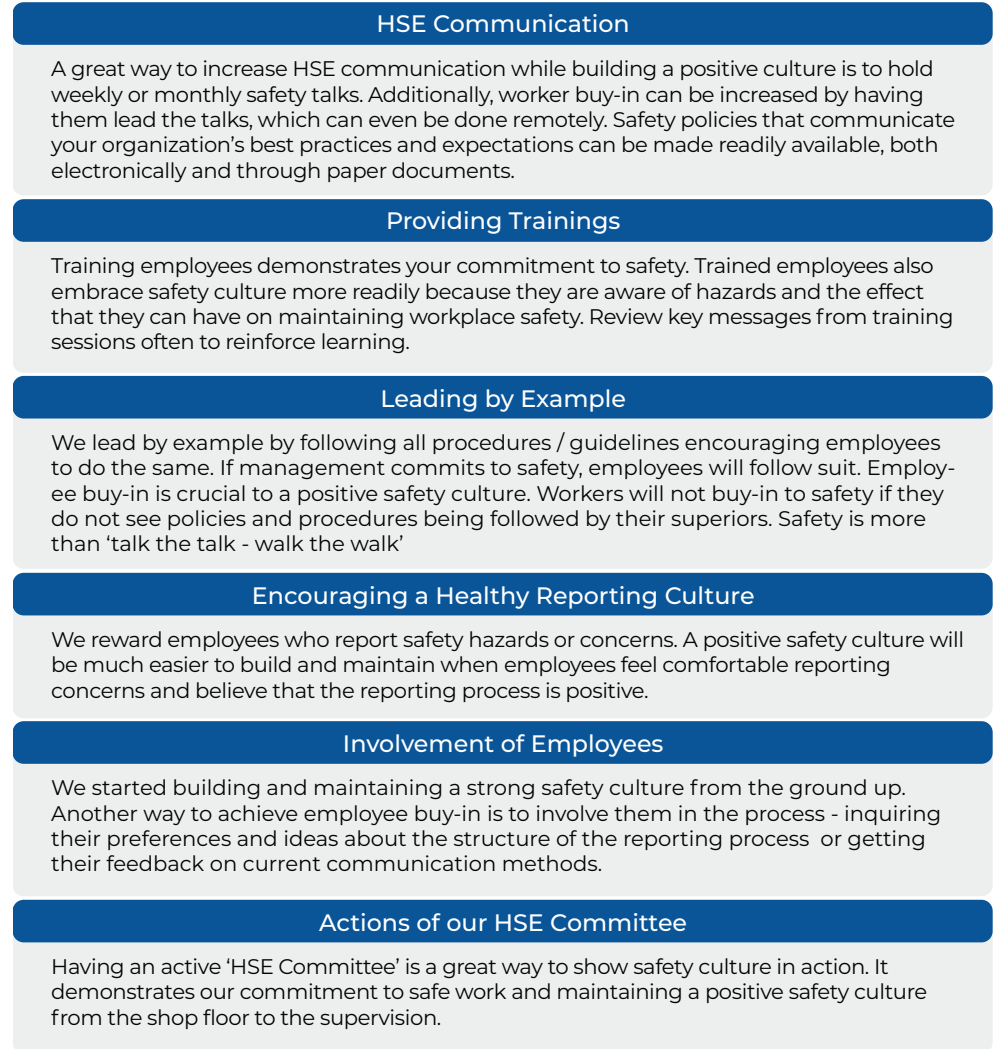 HSE Communication
A great way to increase HSE communication while building a positive culture is to hold
weekly or monthly safety talks. Additionally, worker buy-in can be increased by having
them lead the talks, which can even be done remotely. Safety policies that communicate
your organization's best practices and expectations can be made readily available, both
electronically and through paper documents.
Providing Trainings
Training employees demonstrates your commitment to safety. Trained employees also
embrace safety culture more readily because they are aware of hazards and the effect
that they can have on maintaining workplace safety. Review key messages from training
sessions often to reinforce learning.
Leading by Example
We lead by example by following all procedures / guidelines encouraging employees
to do the same. If management commits to safety, employees will follow suit. Employ-
ee buy-in is crucial to a positive safety culture. Workers will not buy-in to safety if they
do not see policies and procedures being followed by their superiors. Safety is more
than ‘talk the talk - walk the walk’
Encouraging a Healthy Reporting Culture
We reward employees who report safety hazards or concerns. A positive safety culture will
be much easier to build and maintain when employees feel comfortable reporting
concerns and believe that the reporting process is positive.
Involvement of Employees
We started building and maintaining a strong safety culture from the ground up.
Another way to achieve employee buy-in is to involve them in the process - inquiring
their preferences and ideas about the structure of the reporting process or getting
their feedback on current communication methods.
Actions of our HSE Committee
Having an active ‘HSE Committee’ is a great way to show safety culture in action. It
demonstrates our commitment to safe work and maintaining a positive safety culture
from the shop floor to the supervision.